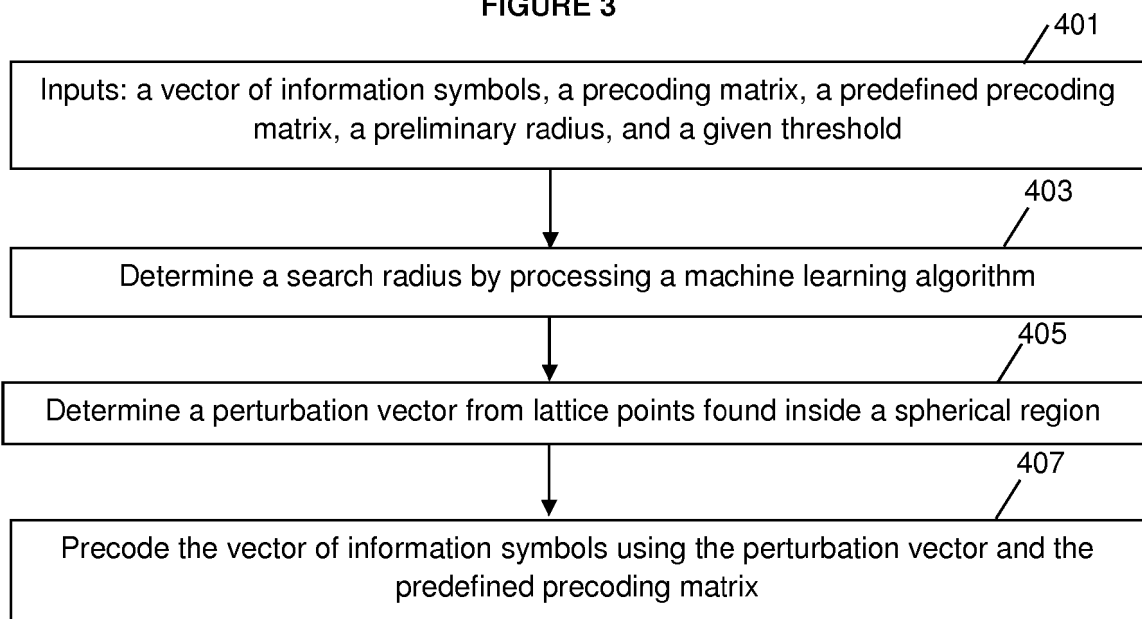 FIGURE 3
401
Inputs: a vector of information symbols, a precoding matrix, a predefined precoding
matrix, a preliminary radius, and a given threshold
403
Determine a search radius by processing a machine learning algorithm
405
Determine a perturbation vector from lattice points found inside a spherical region
407
Precode the vector of information symbols using the perturbation vector and the
predefined precoding matrix